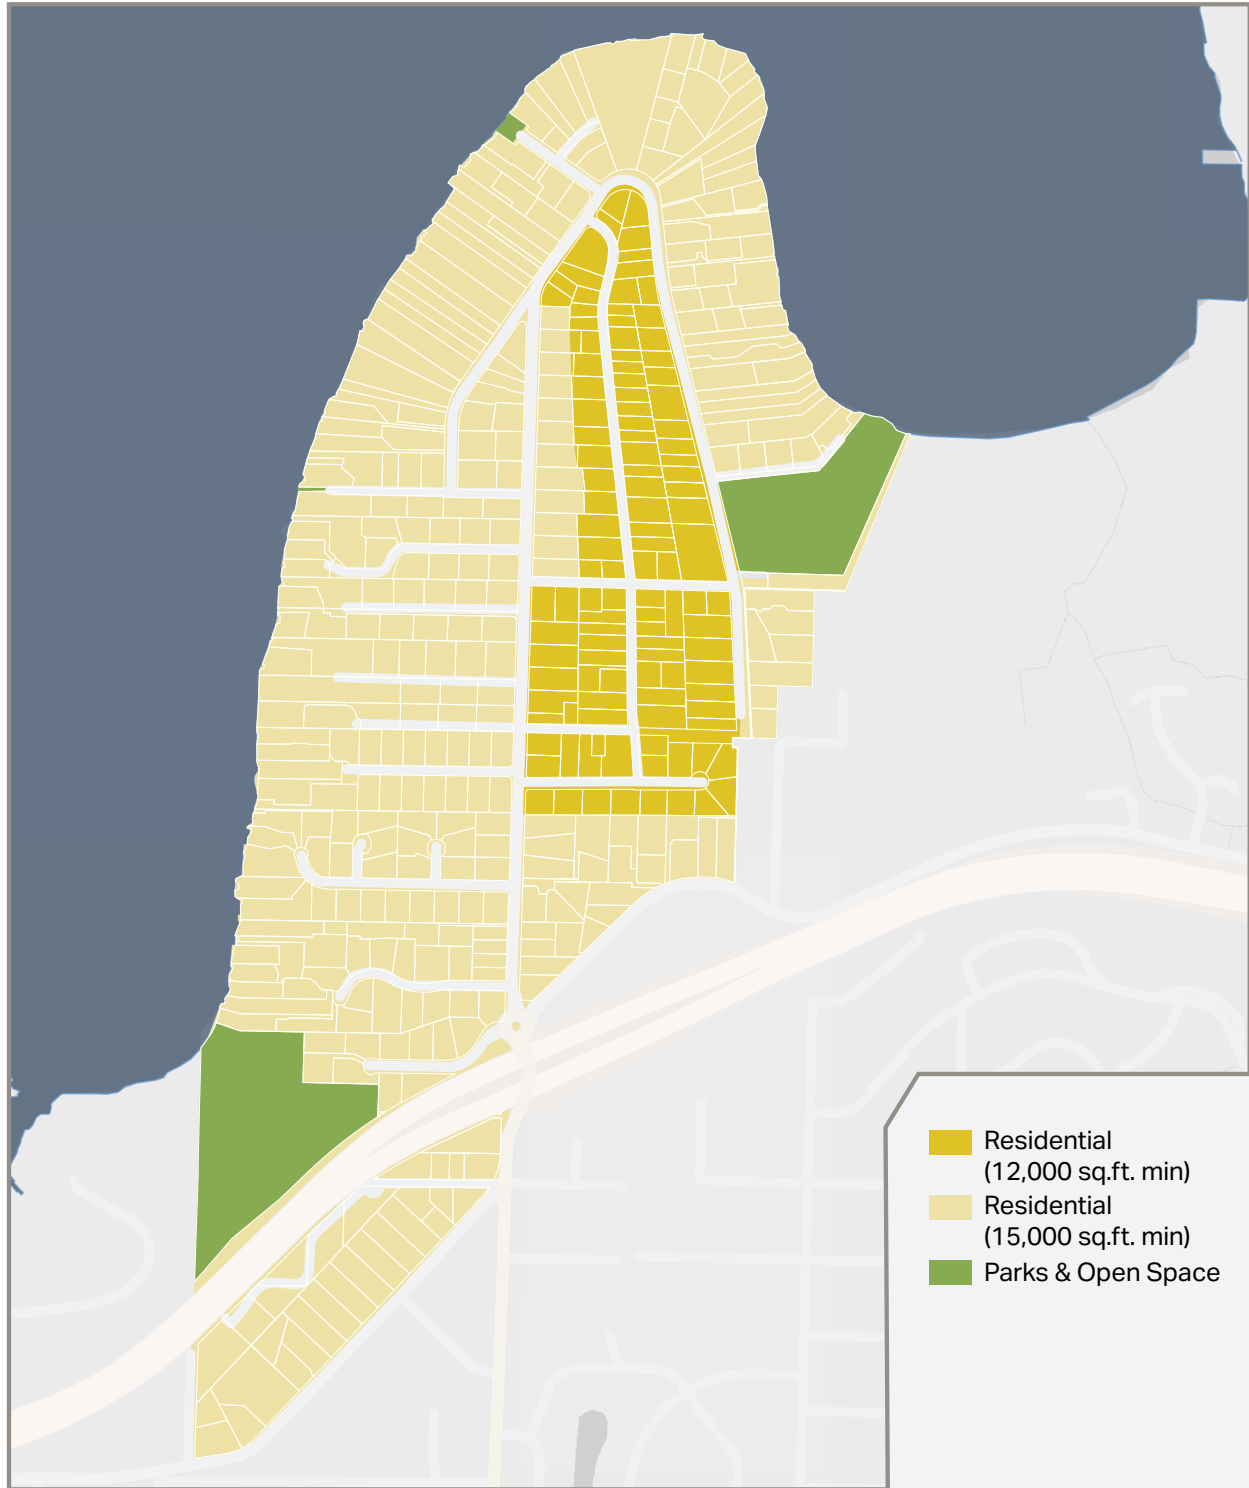 Residential
(12,000 sq.ft. min)
Residential
(15,000 sq.ft. min)
Parks & Open Space